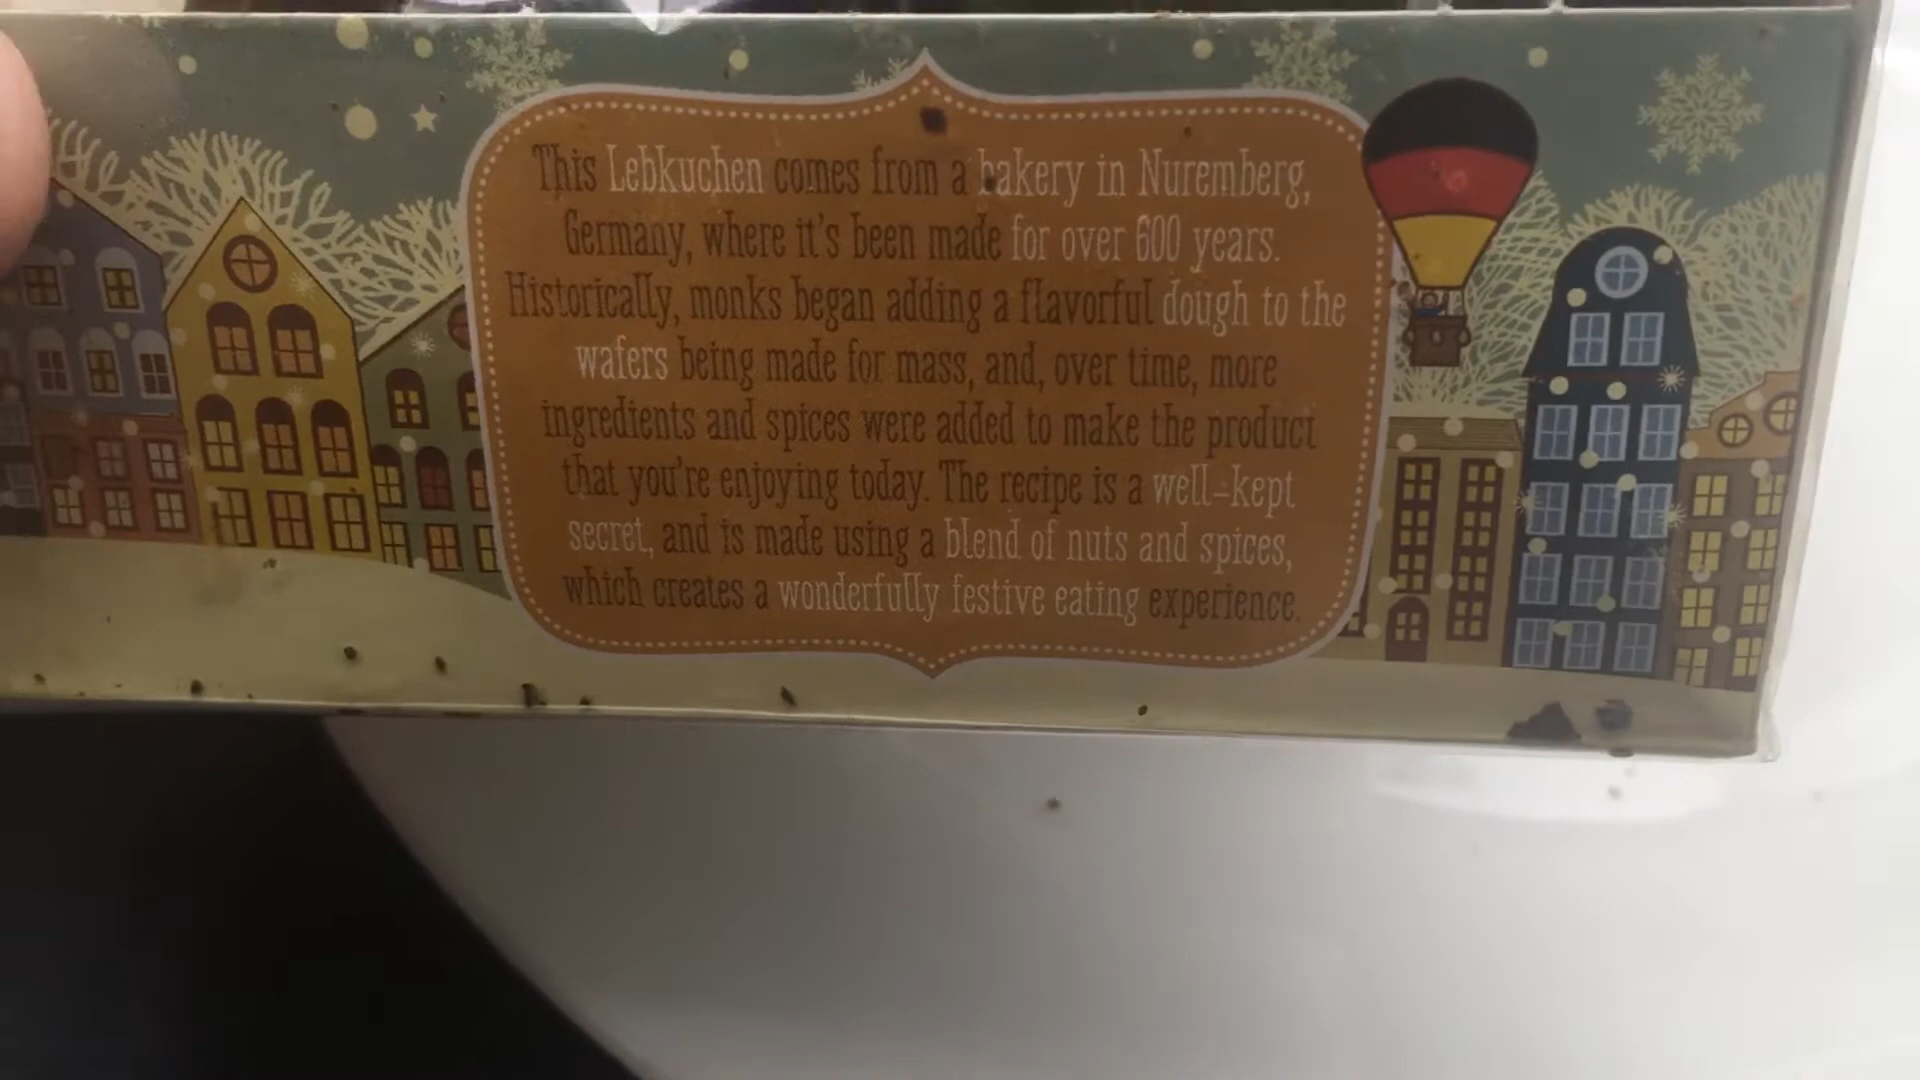 This Lebkuchen comes from a bakery in Nuremberg,
Germany, where it's been made for over 600 years.
Historically, monks began adding a flavorful dough to the
wafers being made for mass, and, over time, more
ingredients and spices were added to make the product
that you're enjoying today. The recipe is a well-kept
secret, and is made using a blend of nuts and spices,
which creates a wonderfully festive eating experience.